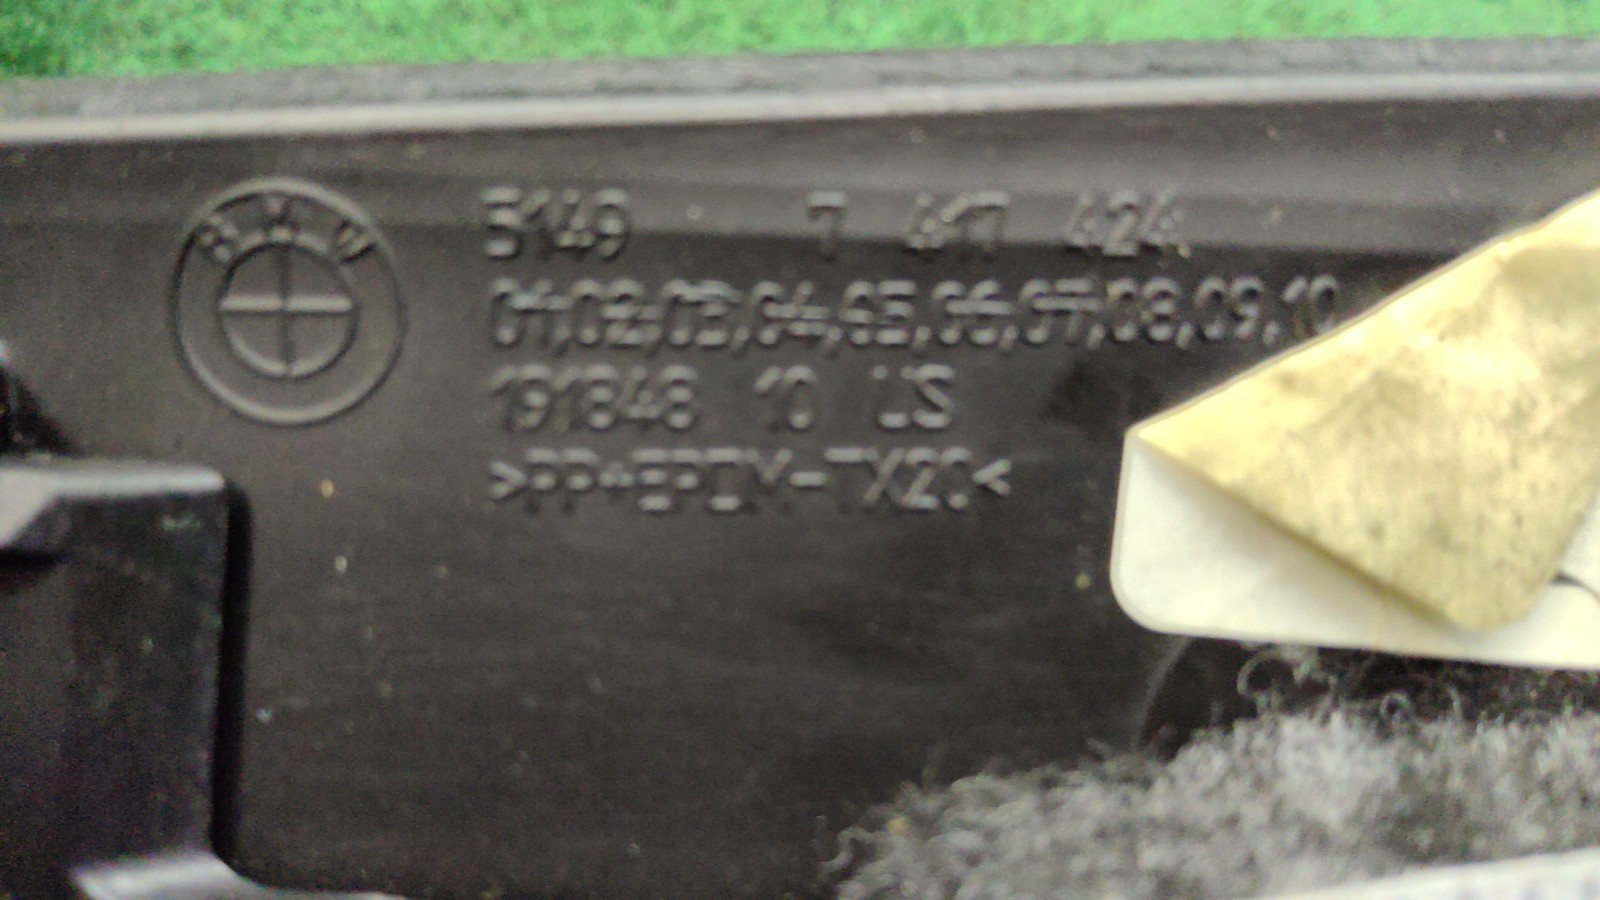 BMW
5149 7 417 424
01,02,03,04,05,06,07,08,09,10
191848 10 US
>PP+EPDM-TX20<